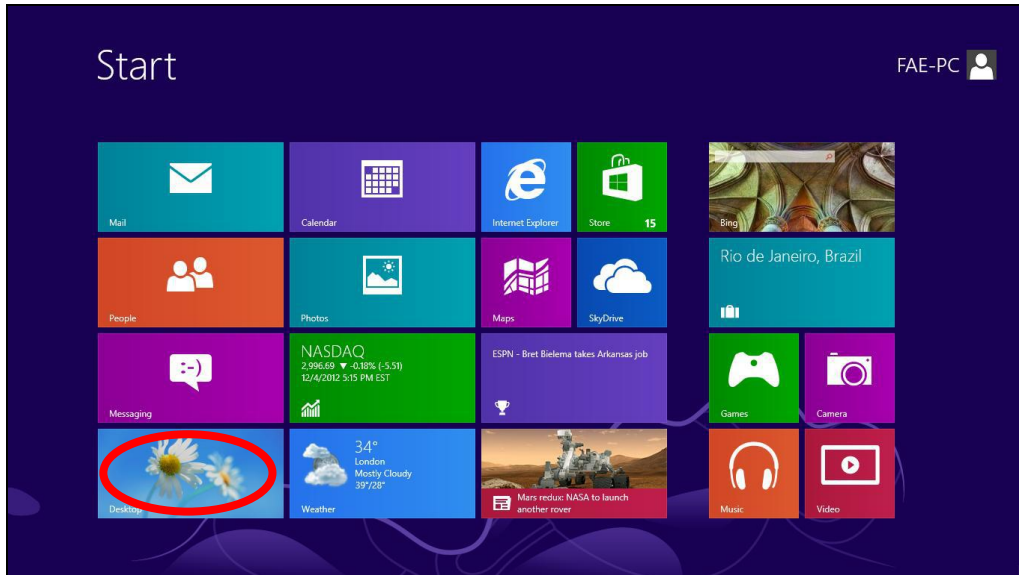 Start
FAE-PC
Mail
Calendar
Internet Explorer
Store
15
Bing
People
Photos
Maps
SkyDrive
Rio de Janeiro, Brazil
Messaging
NASDAQ
2,996.69 ▼ -0.18% (-5.51)
12/4/2012 5:15 PM EST
ESPN - Bret Bielema takes Arkansas job
Games
Camera
Desktop
34°
London
Mostly Cloudy
39°/28°
Weather
Mars redux: NASA to launch
another rover
Music
Video